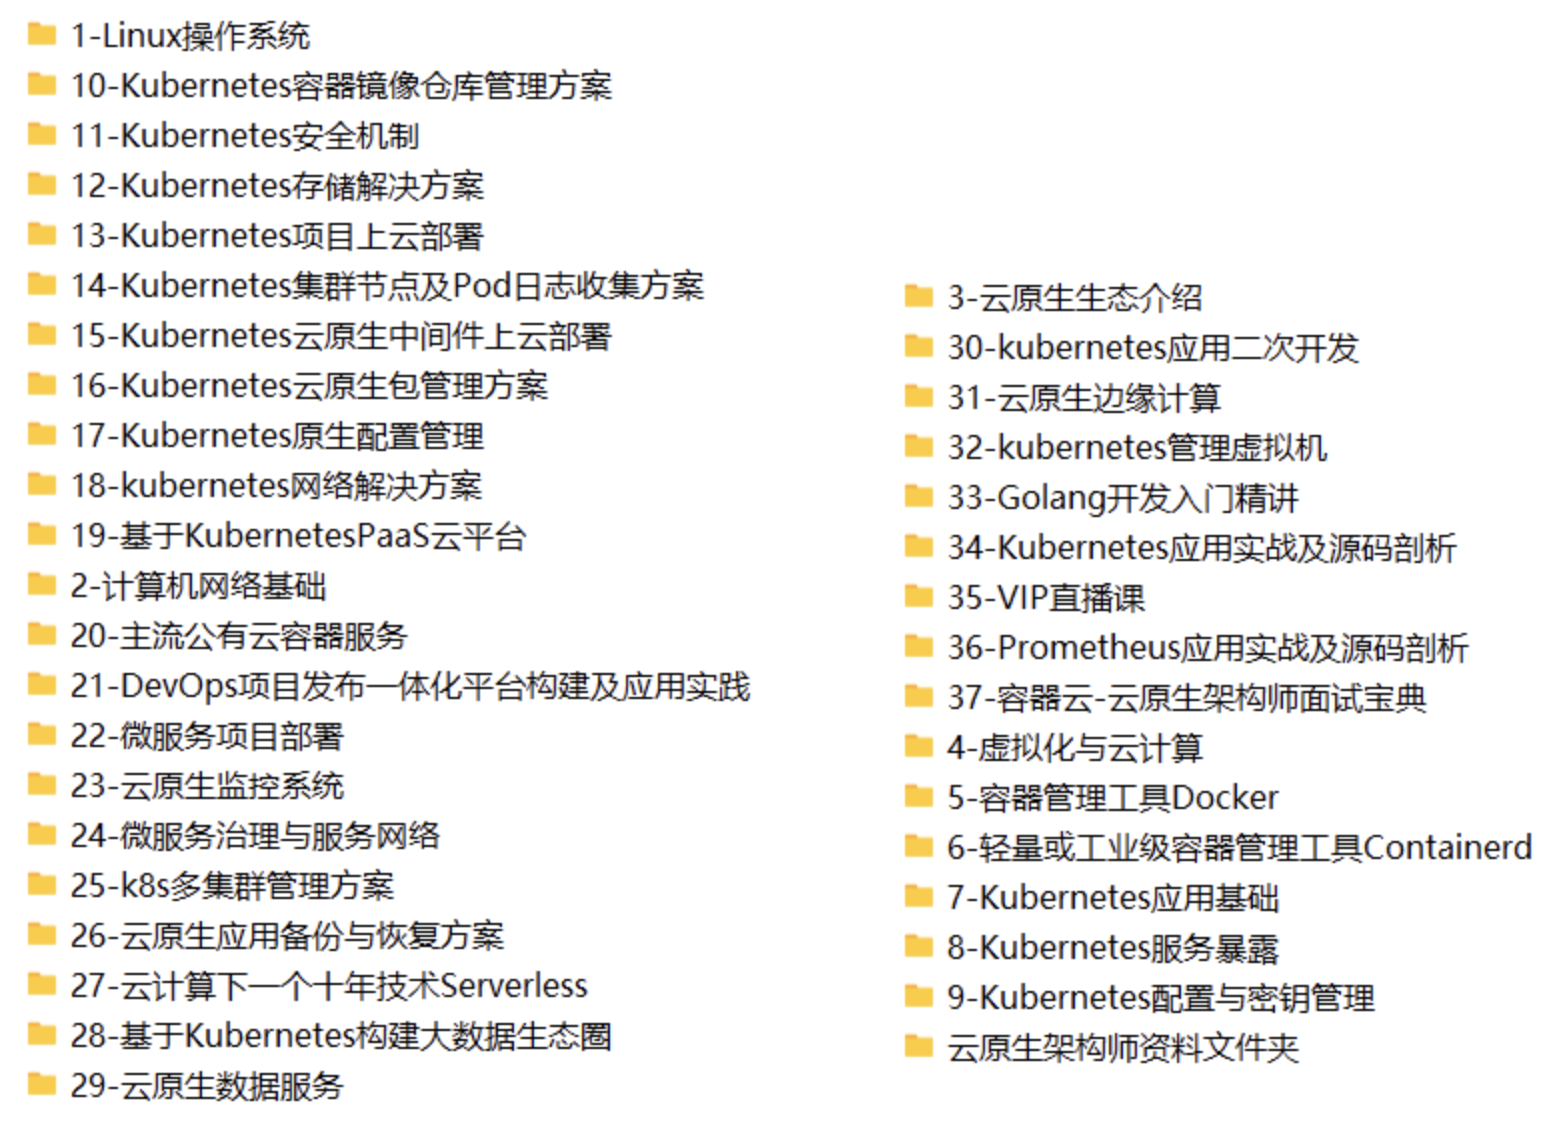 1-Linux操作系统
10-Kubernetes容器镜像仓库管理方案
11-Kubernetes安全机制
12-Kubernetes存储解决方案
13-Kubernetes项目上云部署
14-Kubernetes集群节点及Pod日志收集方案
15-Kubernetes云原生中间件上云部署
16-Kubernetes云原生包管理方案
17-Kubernetes原生配置管理
18-kubernetes网络解决方案
19-基于KubernetesPaaS云平台
2-计算机网络基础
20-主流公有云容器服务
21-DevOps项目发布一体化平台构建及应用实践
22-微服务项目部署
23-云原生监控系统
24-微服务治理与服务网络
25-k8s多集群管理方案
26-云原生应用备份与恢复方案
27-云计算下一个十年技术Serverless
28-基于Kubernetes构建大数据生态圈
29-云原生数据服务
3-云原生生态介绍
30-kubernetes应用二次开发
31-云原生边缘计算
32-kubernetes管理虚拟机
33-Golang开发入门精讲
34-Kubernetes应用实战及源码剖析
35-VIP直播课
36-Prometheus应用实战及源码剖析
37-容器云-云原生架构师面试宝典
4-虚拟化与云计算
5-容器管理工具Docker
6-轻量或工业级容器管理工具Containerd
7-Kubernetes应用基础
8-Kubernetes服务暴露
9-Kubernetes配置与密钥管理
云原生架构师资料文件夹